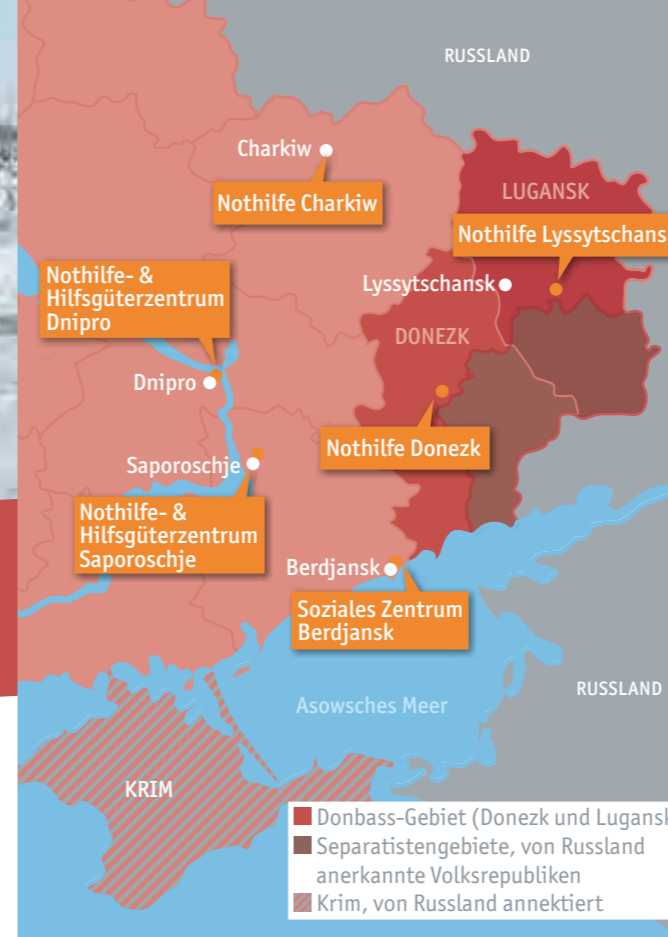 RUSSLAND
Charkiw
Nothilfe Charkiw
LUGANSK
Nothilfe Lyssytschans
Nothilfe- &
Hilfsgüterzentrum
Dnipro
Lyssytschansk
DONEZK
Dnipro
Nothilfe Donezk
Saporoschje
Nothilfe- &
Hilfsgüterzentrum
Saporoschje
Berdjansk
Soziales Zentrum
Berdjansk
RUSSLAND
Asowsches Meer
KRIM
Donbass-Gebiet (Donezk und Lugansk
Separatistengebiete, von Russland
anerkannte Volksrepubliken
Krim, von Russland annektiert